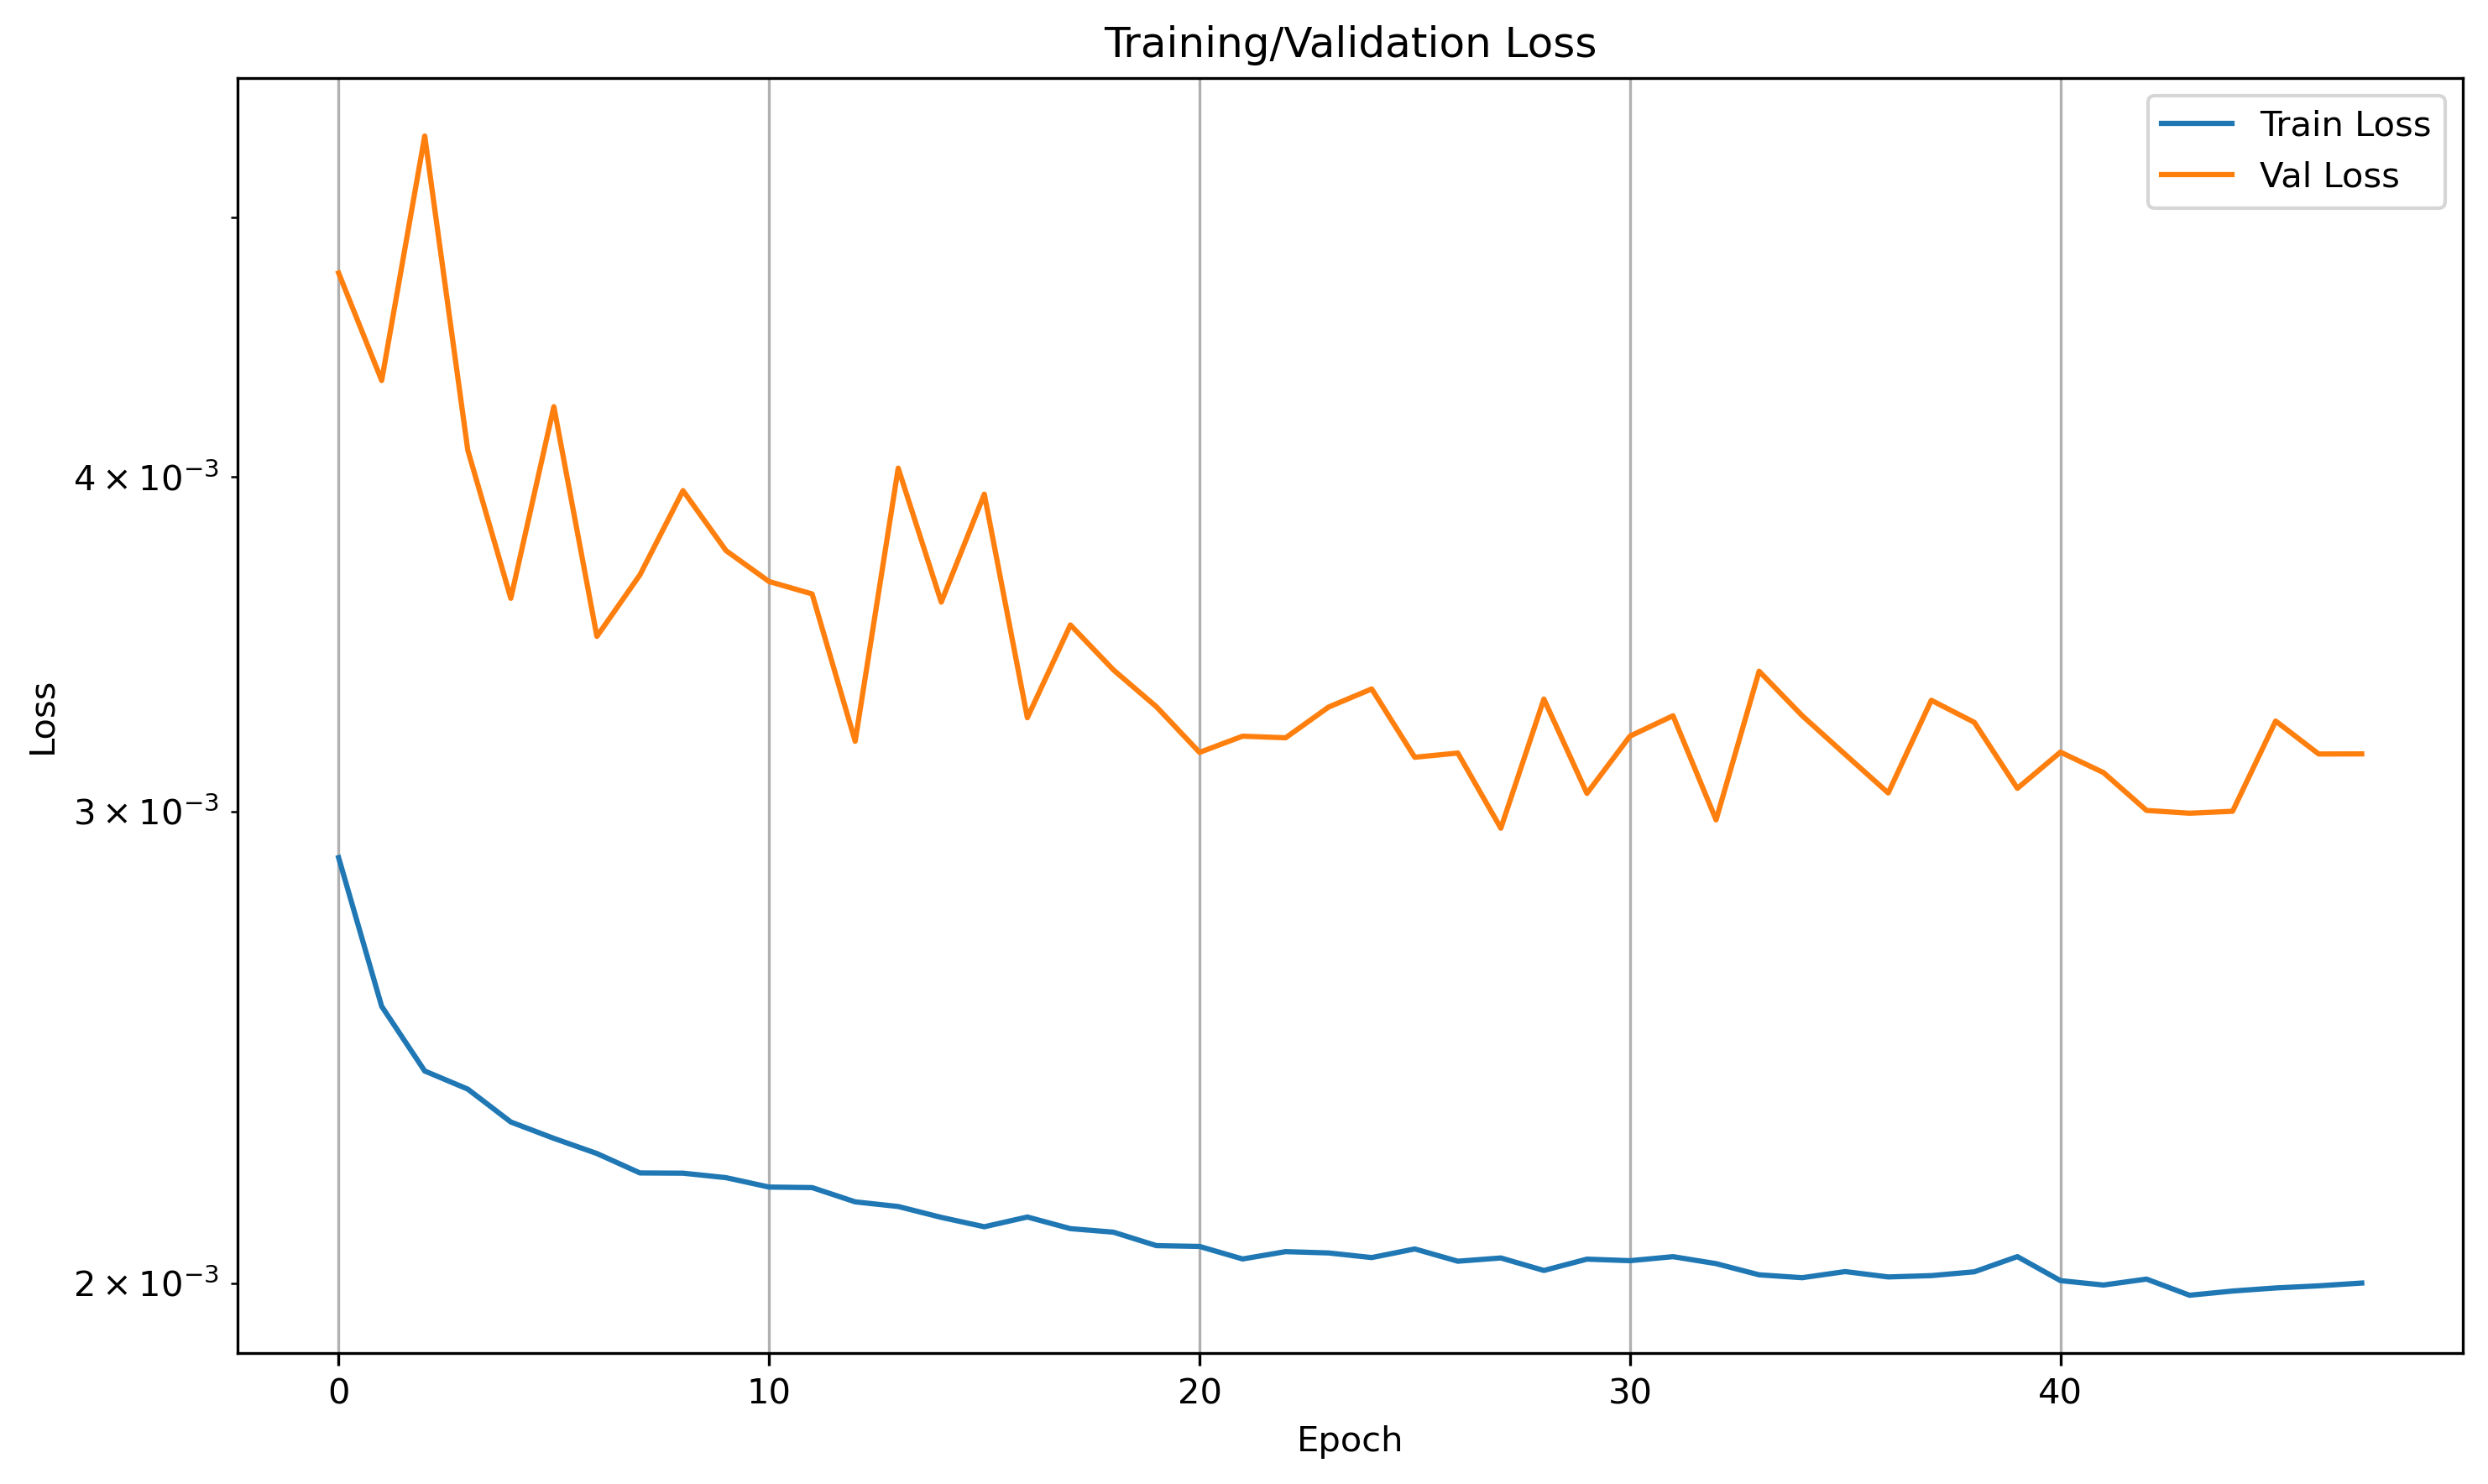 Training/Validation Loss
Train Loss
Val Loss
4 × 10⁻³
3 × 10⁻³
2 × 10⁻³
Loss
0 10 20 30 40
Epoch